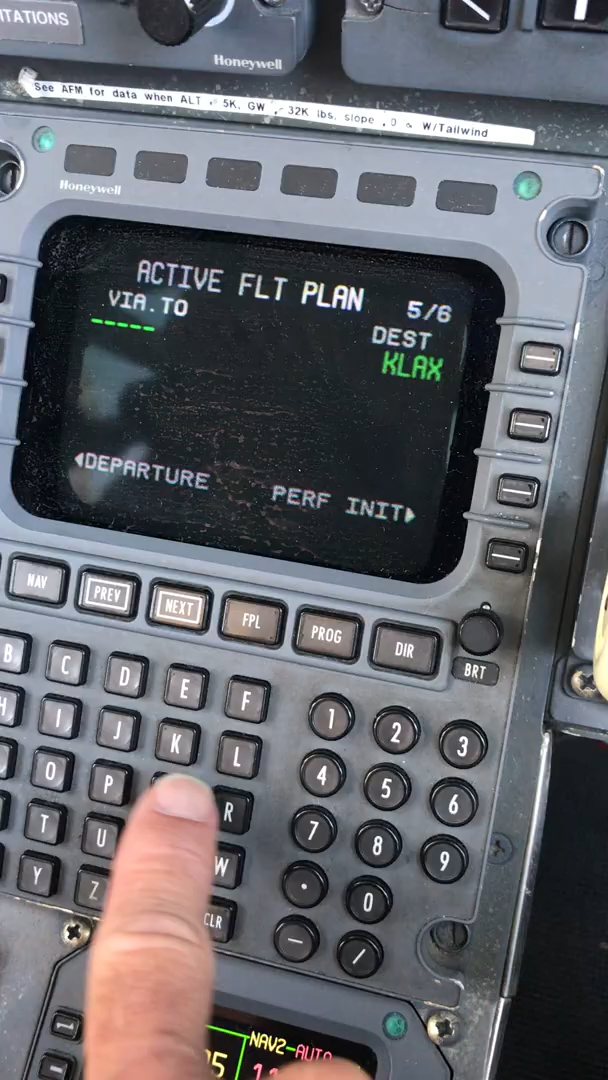 ITATIONS
Honeywell
See AFM for data when ALT
5K, GW
32K lbs. slope
W/Tailwind
Honeywell
ACTIVE FLT PLAN 5/6
VIA.TO
-----
DEST
KLAX
◀DEPARTURE
PERF INIT▶
NAV PREV NEXT FPL PROG DIR
BRT
B C D E F
H I J K L
O P R
T U W
Y Z CLR
1 2 3
4 5 6
7 8 9
• 0
— /
NAV2-AUTO